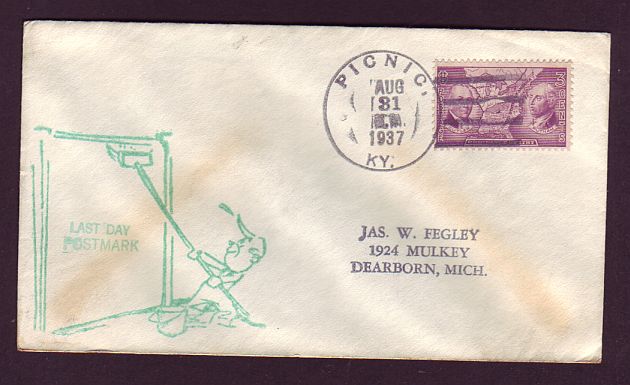 PICNIC,
AUG
31
1937
KY.
3
CENTS
LAST DAY
POSTMARK
JAS. W. FEGLEY
1924 MULKEY
DEARBORN, MICH.